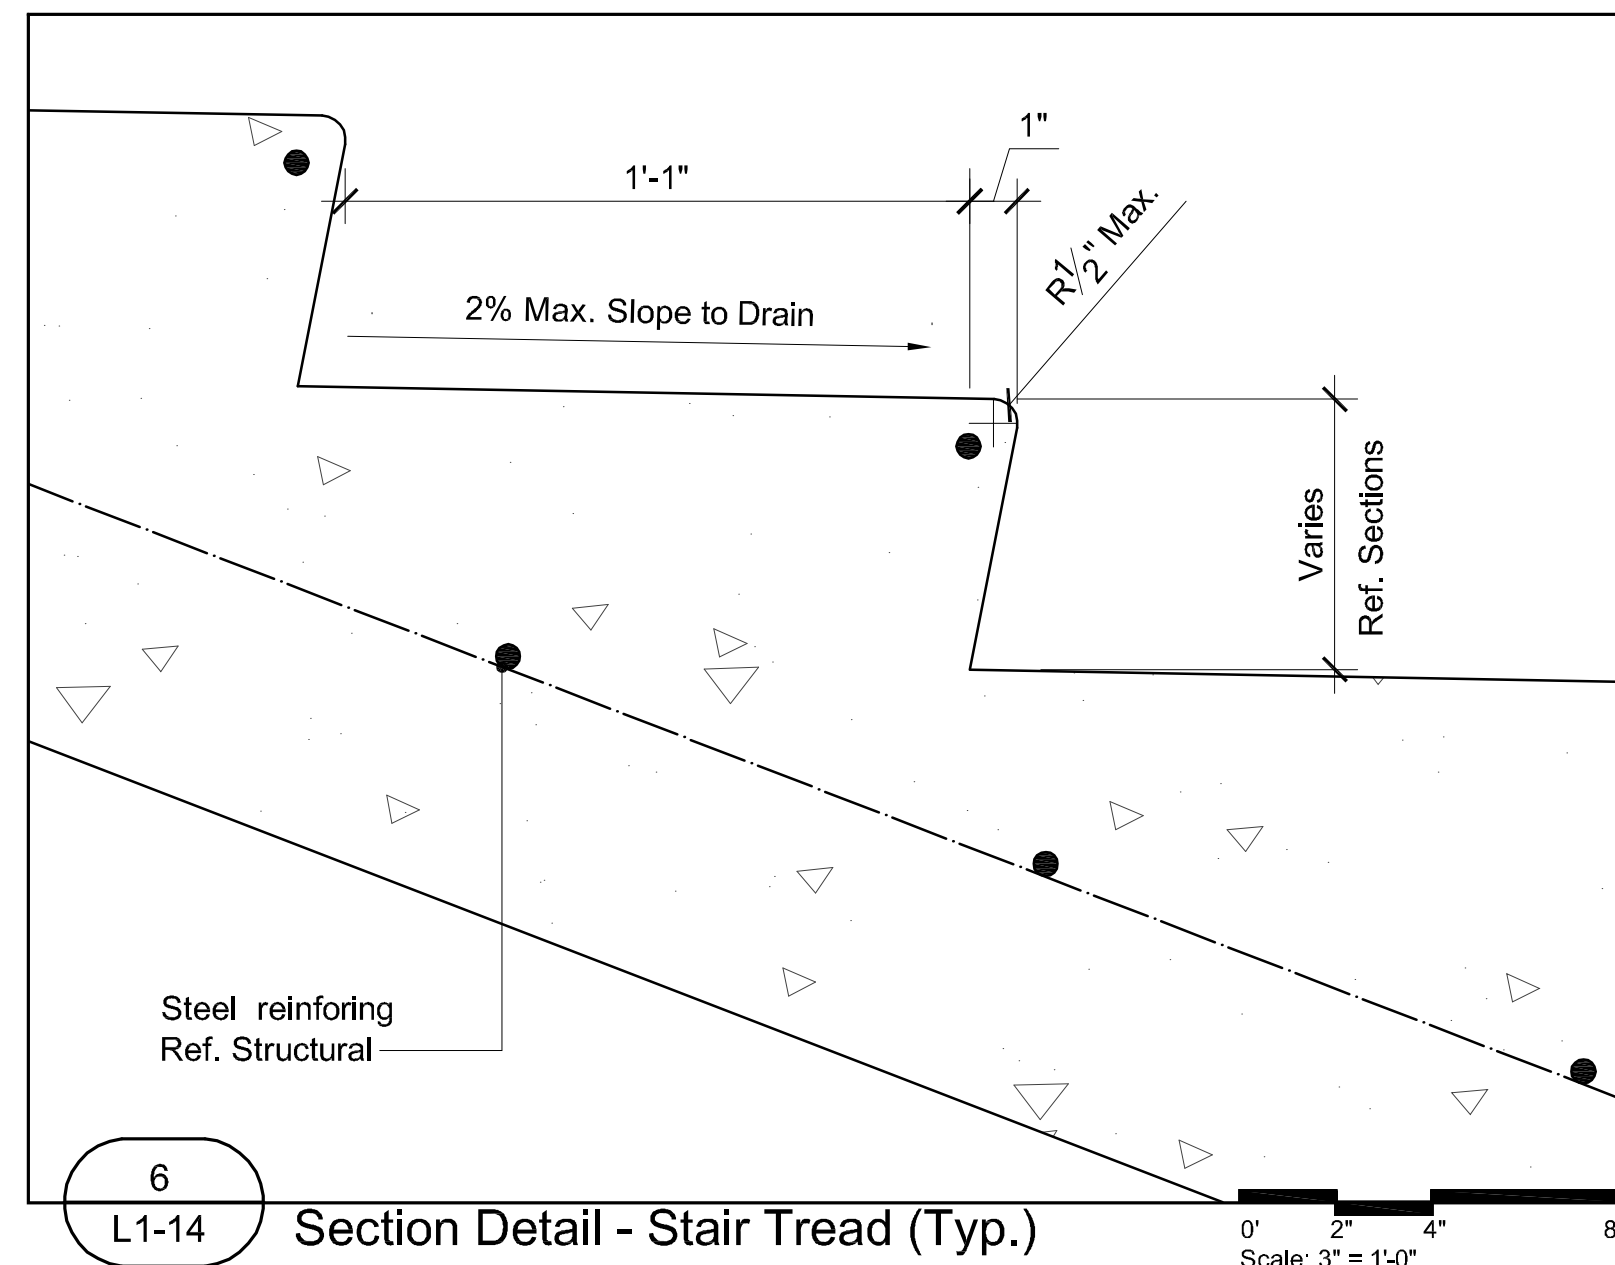 1"
1'-1"
R1/2" Max.
2% Max. Slope to Drain
Varies
Ref. Sections
Steel reinforing
Ref. Structural
6
L1-14
Section Detail - Stair Tread (Typ.)
0' 2" 4" 8
Scale: 3" = 1'-0"